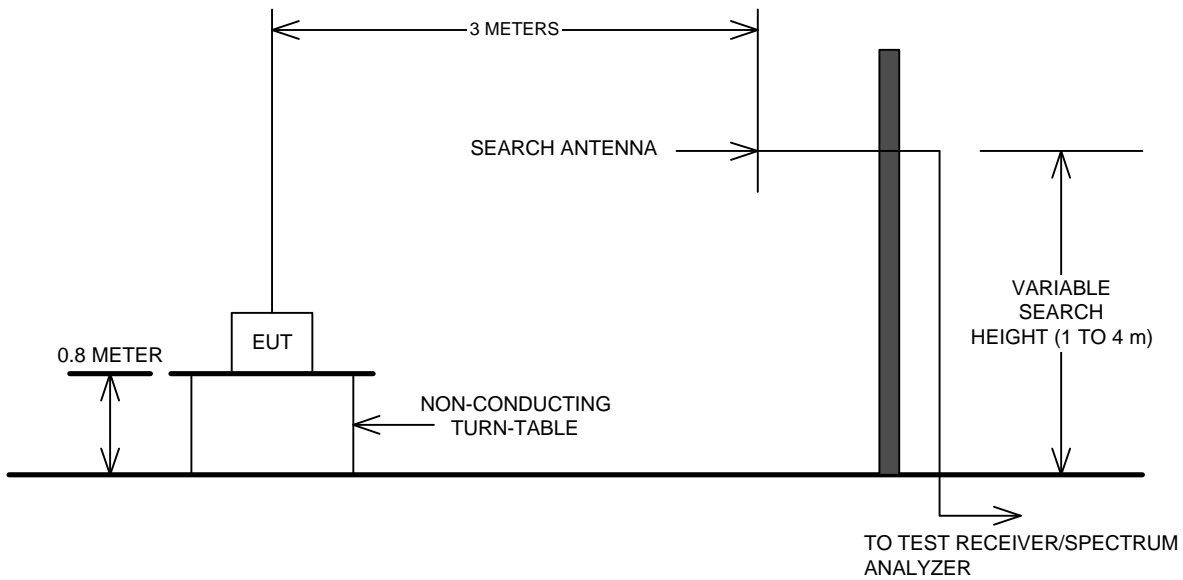 3 METERS
SEARCH ANTENNA
VARIABLE
SEARCH
HEIGHT (1 TO 4 m)
EUT
0.8 METER
NON-CONDUCTING
TURN-TABLE
TO TEST RECEIVER/SPECTRUM
ANALYZER